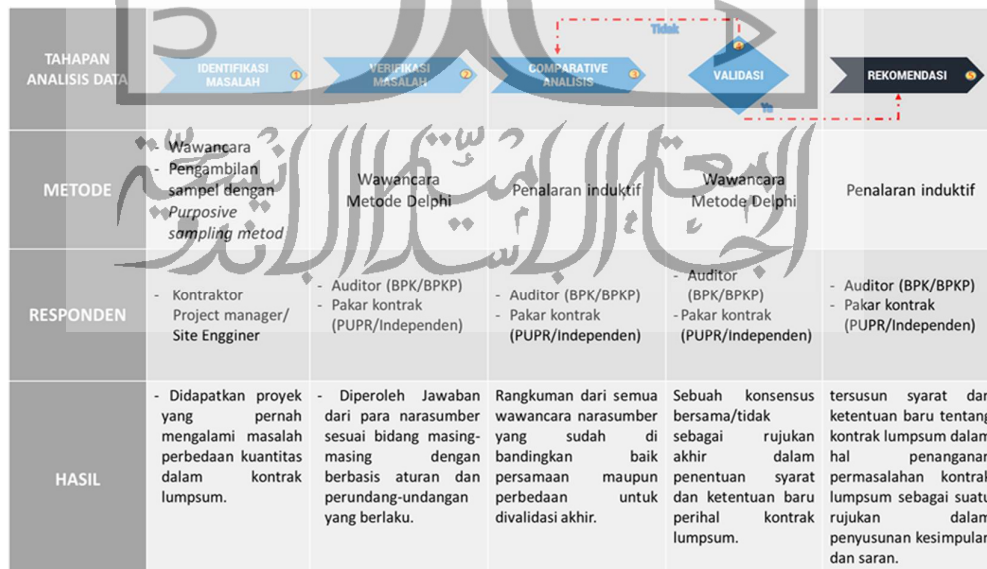 TAHAPAN
ANALISIS DATA
IDENTIFIKASI
MASALAH
1
VERIFIKASI
MASALAH
2
COMPARATIVE
ANALYSIS
3
Tidak
VALIDASI
4
Ya
REKOMENDASI
5
METODE
- Wawancara
- Pengambilan
sampel dengan
Purposive
sampling metod
Wawancara
Metode Delphi
Penalaran induktif
Wawancara
Metode Delphi
Penalaran induktif
RESPONDEN
- Kontraktor
Project manager/
Site Engginer
- Auditor (BPK/BPKP)
- Pakar kontrak
(PUPR/Independen)
- Auditor (BPK/BPKP)
- Pakar kontrak
(PUPR/Independen)
- Auditor
(BPK/BPKP)
- Pakar kontrak
(PUPR/Independen)
- Auditor (BPK/BPKP)
- Pakar kontrak
(PUPR/Independen)
HASIL
- Didapatkan proyek
yang pernah
mengalami masalah
perbedaan kuantitas
dalam kontrak
lumpsum.
- Diperoleh Jawaban
dari para narasumber
sesuai bidang masing-
masing dengan
berbasis aturan dan
perundang-undangan
yang berlaku.
Rangkuman dari semua
wawancara narasumber
yang sudah di
bandingkan baik
persamaan maupun
perbedaan untuk
divalidasi akhir.
Sebuah konsensus
bersama/tidak
sebagai rujukan
akhir dalam
penentuan syarat
dan ketentuan baru
perihal kontrak
lumpsum.
tersusun syarat dan
ketentuan baru tentang
kontrak lumpsum dalam
hal penanganan
permasalahan kontrak
lumpsum sebagai suatu
rujukan dalam
penyusunan kesimpulan
dan saran.